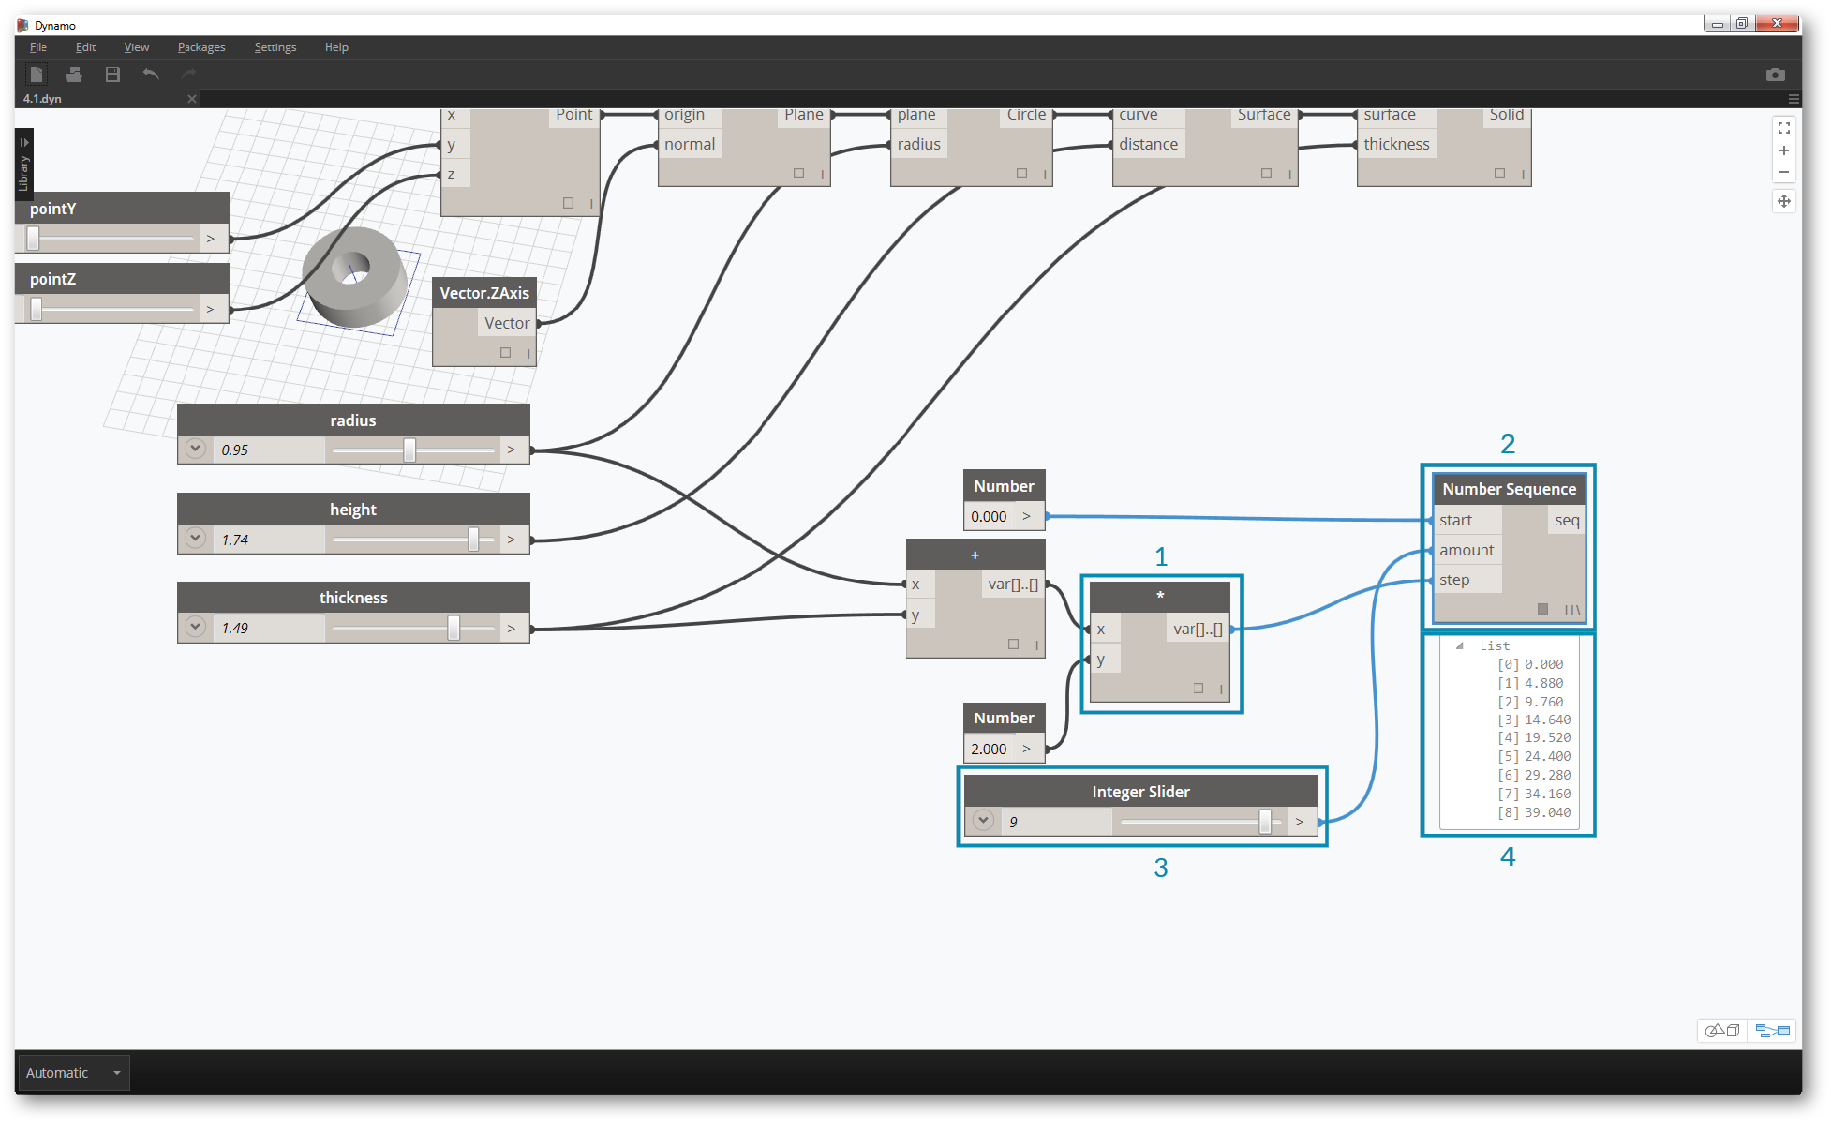 Dynamo
File Edit View Packages Settings Help
4.1.dyn
Library
x Point
y
z
origin Plane
normal
plane Circle
radius
curve Surface
distance
surface Solid
thickness
pointY
>
pointZ
>
Vector.ZAxis
Vector
radius
0.95 >
height
1.74 >
thickness
1.49 >
Number
0.000 >
+
x var[]..[]
y
1
*
x var[]..[]
y
Number
2.000 >
Integer Slider
9 >
3
2
Number Sequence
start seq
amount
step
List
[0] 0.000
[1] 4.880
[2] 9.760
[3] 14.640
[4] 19.520
[5] 24.400
[6] 29.280
[7] 34.160
[8] 39.040
4
Automatic